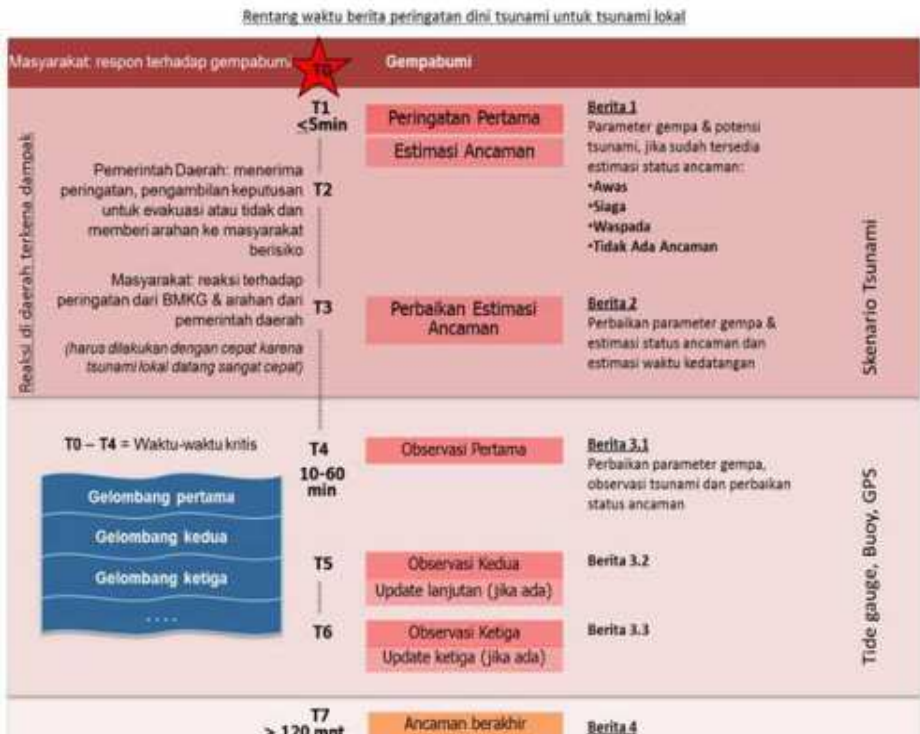 Rentang waktu berita peringatan dini tsunami untuk tsunami lokal
Masyarakat: respon terhadap gempabumi
T0
Gempabumi
Reaksi di daerah terkena dampak
T1
≤5min
Peringatan Pertama
Estimasi Ancaman
Berita 1
Parameter gempa & potensi
tsunami, jika sudah tersedia
estimasi status ancaman:
•Awas
•Siaga
•Waspada
•Tidak Ada Ancaman
Pemerintah Daerah: menerima
peringatan, pengambilan keputusan
untuk evakuasi atau tidak dan
memberi arahan ke masyarakat
berisiko
T2
Masyarakat: reaksi terhadap
peringatan dari BMKG & arahan dari
pemerintah daerah
(harus dilakukan dengan cepat karena
tsunami lokal datang sangat cepat)
T3
Perbaikan Estimasi
Ancaman
Berita 2
Perbaikan parameter gempa &
estimasi status ancaman dan
estimasi waktu kedatangan
Skenario Tsunami
T0 – T4 = Waktu-waktu kritis
T4
10-60
min
Observasi Pertama
Berita 3.1
Perbaikan parameter gempa,
observasi tsunami dan perbaikan
status ancaman
Gelombang pertama
Gelombang kedua
Gelombang ketiga
....
T5
Observasi Kedua
Update lanjutan (jika ada)
Berita 3.2
T6
Observasi Ketiga
Update ketiga (jika ada)
Berita 3.3
Tide gauge, Buoy, GPS
T7
> 120 mnt
Ancaman berakhir
Berita 4